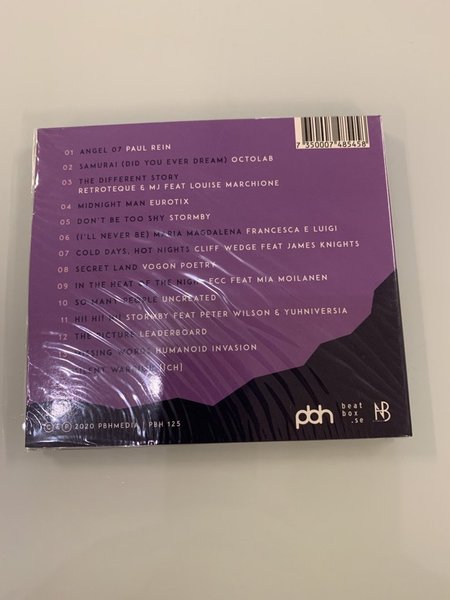 7 350007 485458
01 ANGEL 07 PAUL REIN
02 SAMURAI (DID YOU EVER DREAM) OCTOLAB
03 THE DIFFERENT STORY
RETROTEQUE & MJ FEAT LOUISE MARCHIONE
04 MIDNIGHT MAN EUROTIX
05 DON'T BE TOO SHY STORMBY
06 (I'LL NEVER BE) MARIA MAGDALENA FRANCESCA E LUIGI
07 COLD DAYS, HOT NIGHTS CLIFF WEDGE FEAT JAMES KNIGHTS
08 SECRET LAND VOGON POETRY
09 IN THE HEAT OF THE NIGHT FCC FEAT MIA MOILANEN
10 SO MANY PEOPLE UNCREATED
11 HI! HI! HI! STORMBY FEAT PETER WILSON & YUHNIVERSIA
12 THE PICTURE LEADERBOARD
WORDS HUMANOID INVASION
[ICH]
© & ℗ 2020 PBHMEDIA | PBH 125
pbh
beat
box
.se